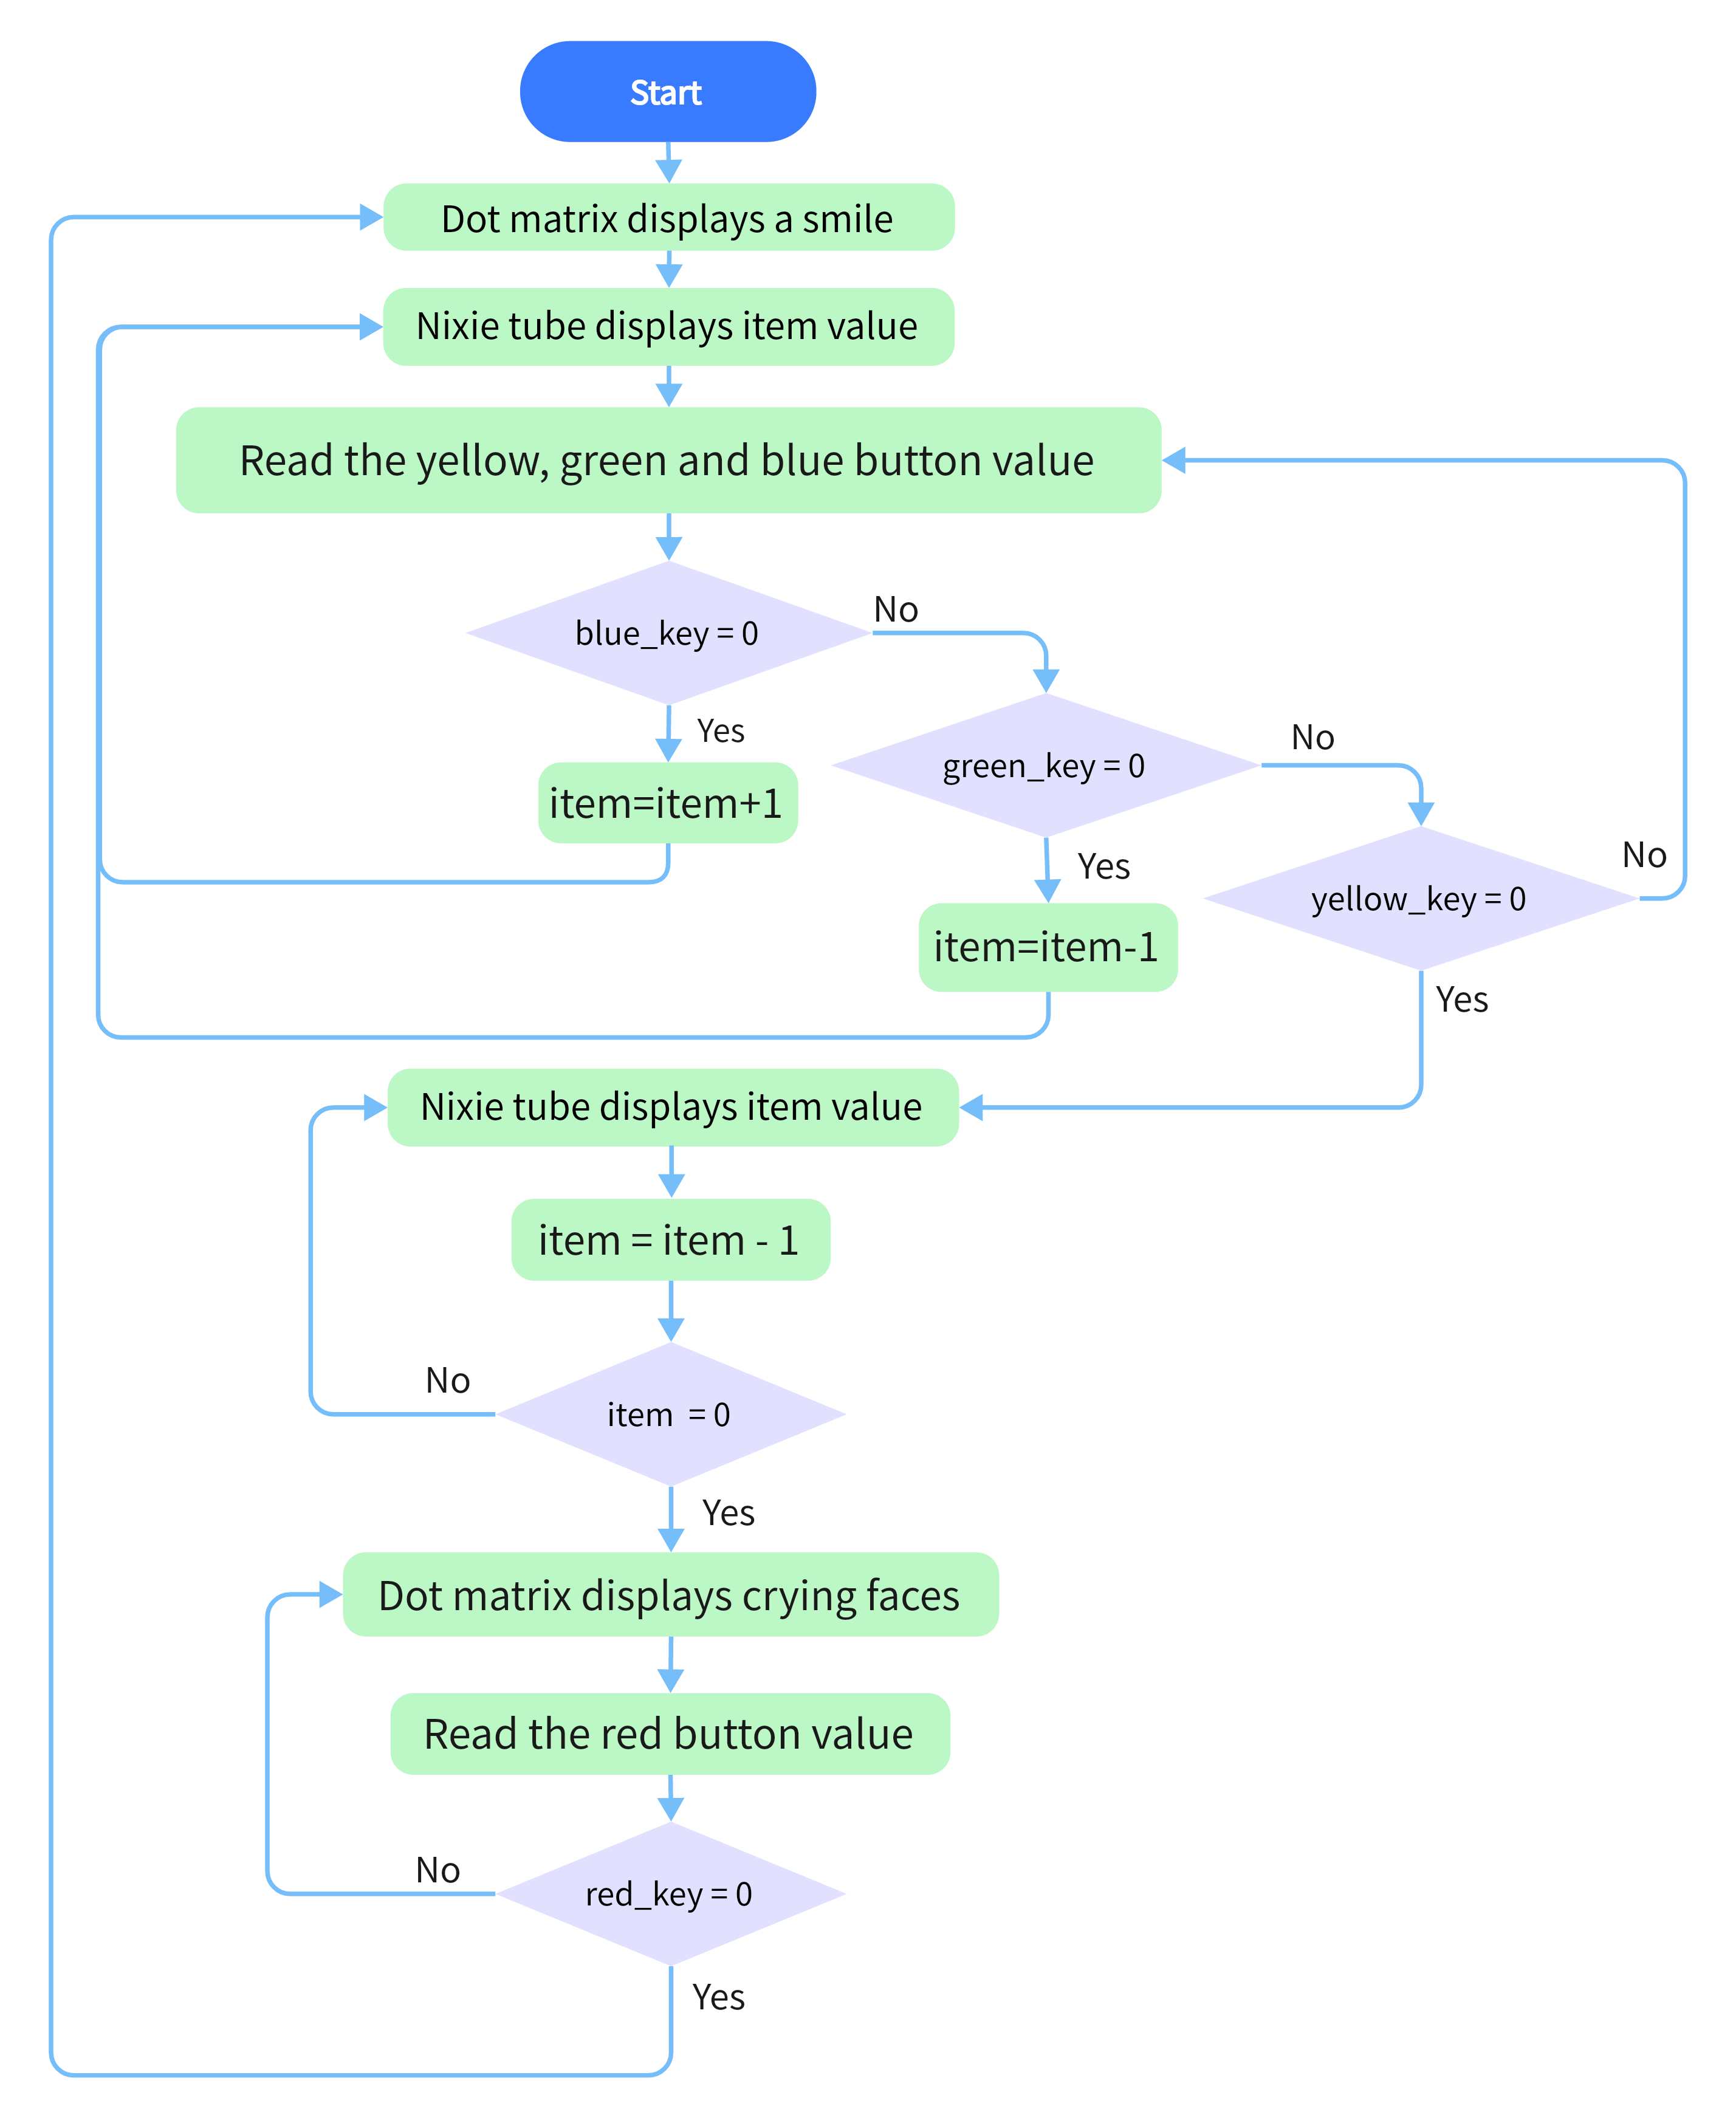 Start
Dot matrix displays a smile
Nixie tube displays item value
Read the yellow, green and blue button value
blue_key = 0
No
Yes
item=item+1
green_key = 0
No
Yes
item=item-1
yellow_key = 0
No
Yes
Nixie tube displays item value
item = item - 1
item = 0
No
Yes
Dot matrix displays crying faces
Read the red button value
red_key = 0
No
Yes